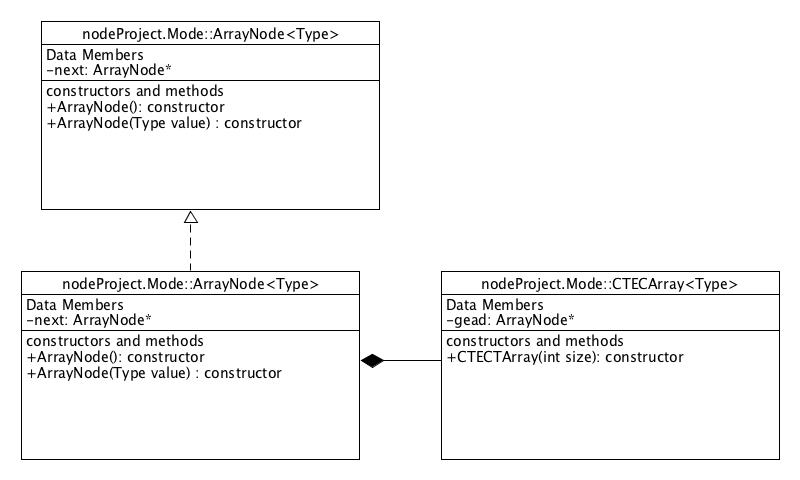 nodeProject.Mode::ArrayNode<Type>
Data Members
-next: ArrayNode*
constructors and methods
+ArrayNode(): constructor
+ArrayNode(Type value) : constructor
nodeProject.Mode::ArrayNode<Type>
Data Members
-next: ArrayNode*
constructors and methods
+ArrayNode(): constructor
+ArrayNode(Type value) : constructor
nodeProject.Mode::CTECArray<Type>
Data Members
-gead: ArrayNode*
constructors and methods
+CTECTArray(int size): constructor